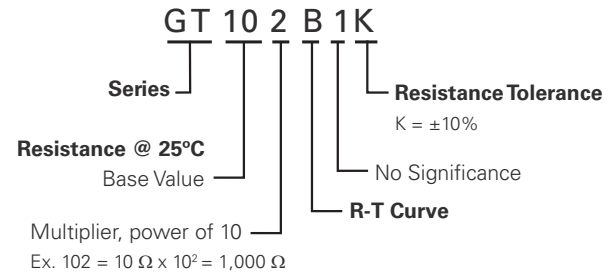 GT 10 2 B 1 K
Series
Resistance Tolerance
K = ±10%
Resistance @ 25ºC
Base Value
No Significance
R-T Curve
Multiplier, power of 10
Ex. 102 = 10 Ω x 10² = 1,000 Ω